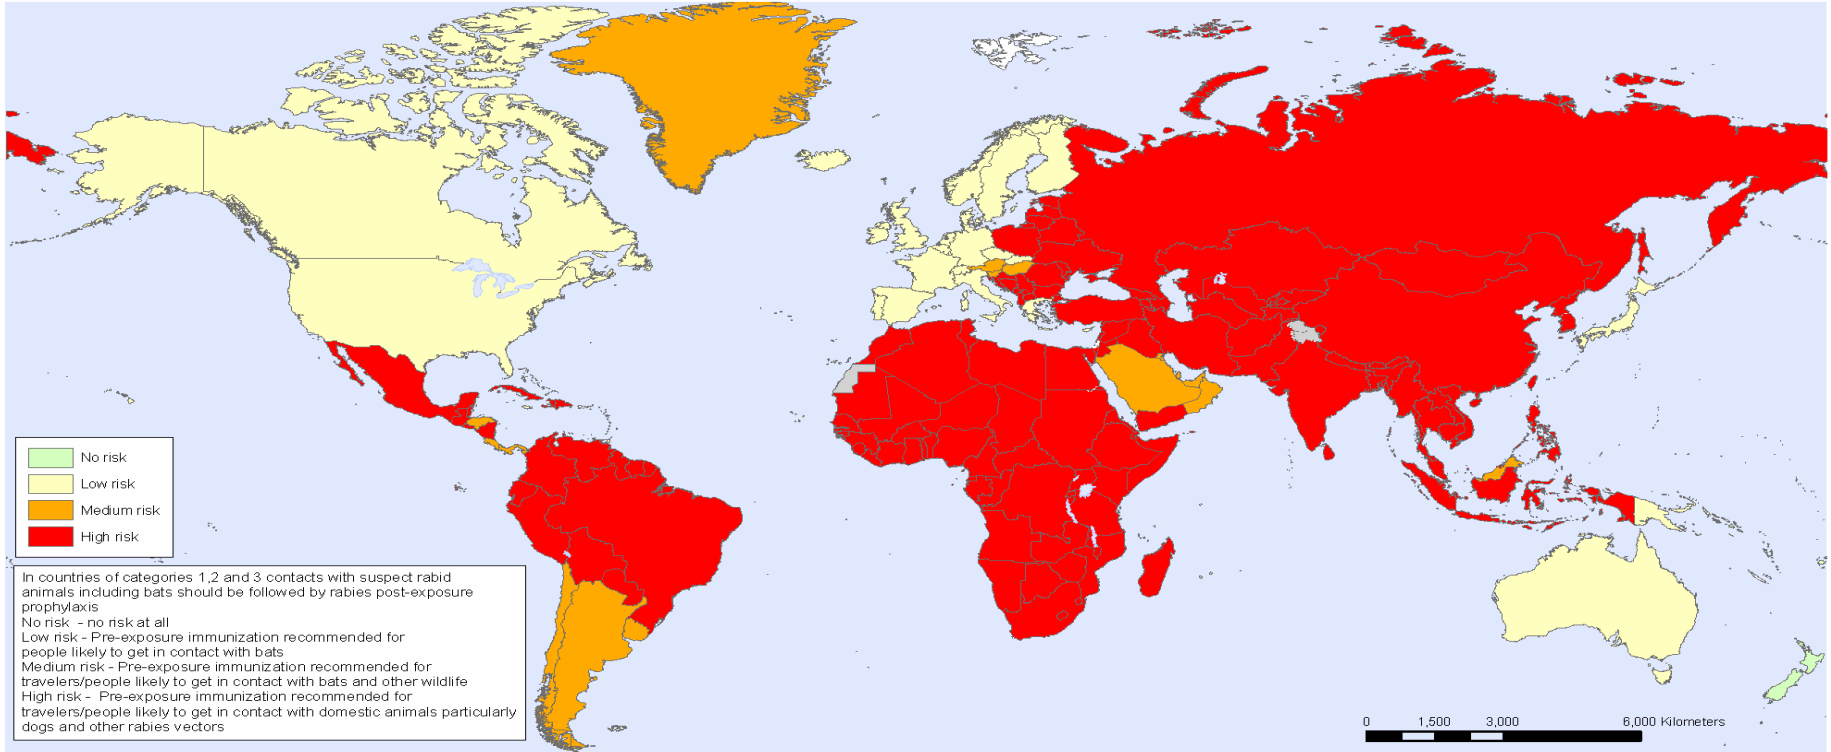 No risk
Low risk
Medium risk
High risk
In countries of categories 1,2 and 3 contacts with suspect rabid
animals including bats should be followed by rabies post-exposure
prophylaxis
No risk - no risk at all
Low risk - Pre-exposure immunization recommended for
people likely to get in contact with bats
Medium risk - Pre-exposure immunization recommended for
travelers/people likely to get in contact with bats and other wildlife
High risk - Pre-exposure immunization recommended for
travelers/people likely to get in contact with domestic animals particularly
dogs and other rabies vectors
0 1,500 3,000 6,000 Kilometers